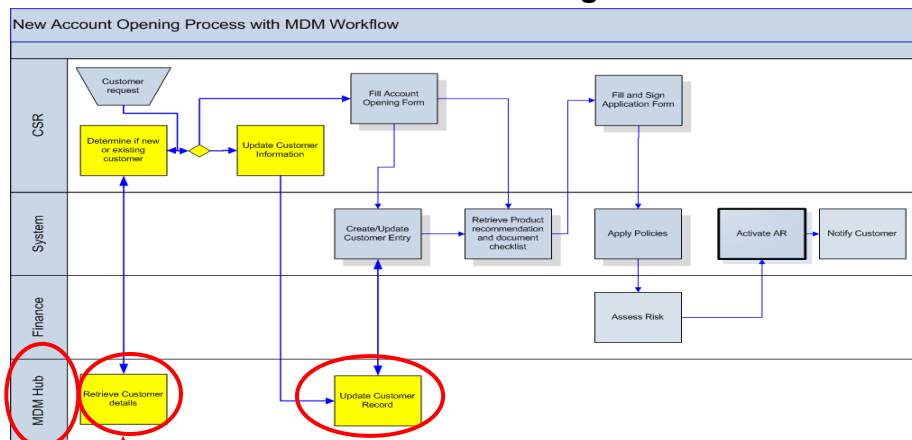 New Account Opening Process with MDM Workflow
CSR
Customer
request
Determine if new
or existing
customer
Update Customer
Information
Fill Account
Opening Form
Fill and Sign
Application Form
System
Create/Update
Customer Entry
Retrieve Product
recommendation
and document
checklist
Apply Policies
Activate AR
Notify Customer
Finance
Assess Risk
MDM Hub
Retrieve Customer
details
Update Customer
Record